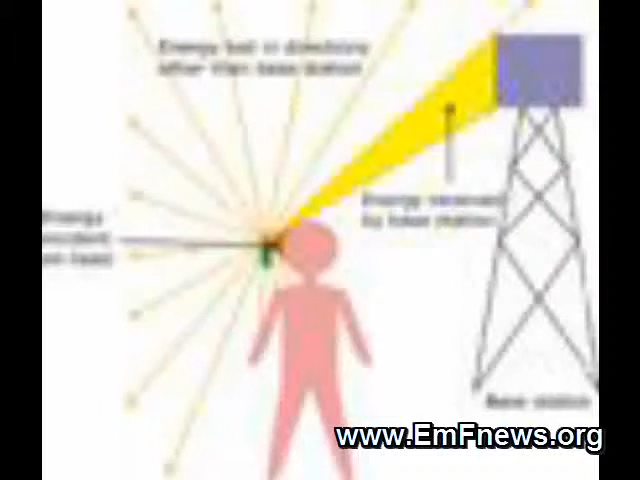 Energy lost in directions
other than base station
Energy received
by base station
Energy
incident
on head
Base station
www.EmFnews.org